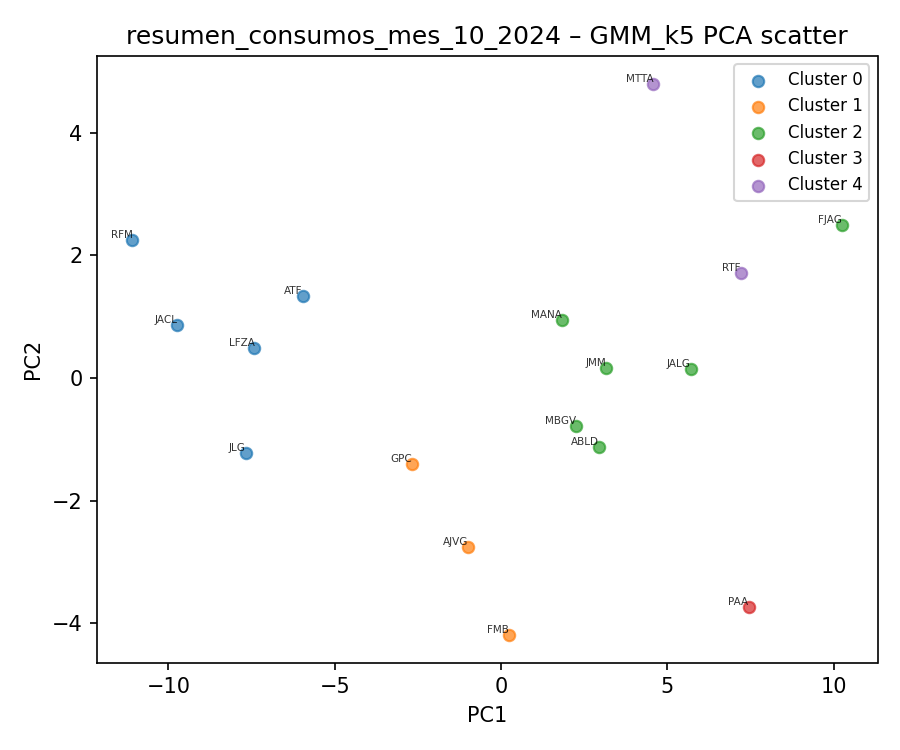 resumen_consumos_mes_10_2024 – GMM_k5 PCA scatter
Cluster 0
Cluster 1
Cluster 2
Cluster 3
Cluster 4
MTTA
FJAG
RFM
RTF
ATF
JACL
MANA
LFZA
JMM
JALG
MBGV
ABLD
JLG
GPC
AJVG
PAA
FMB
4
2
0
−2
−4
PC2
−10
−5
0
5
10
PC1